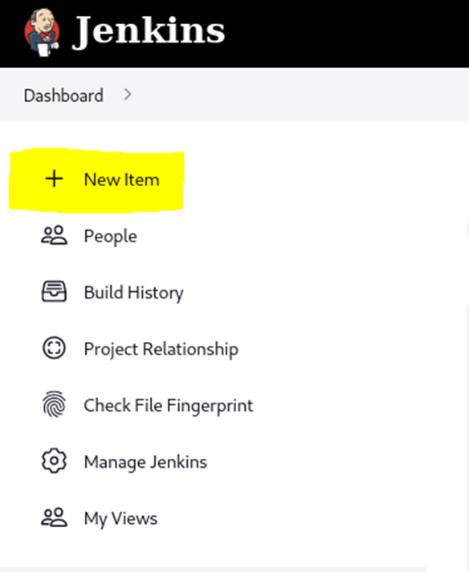 Jenkins
Dashboard
New Item
People
Build History
Project Relationship
Check File Fingerprint
Manage Jenkins
My Views